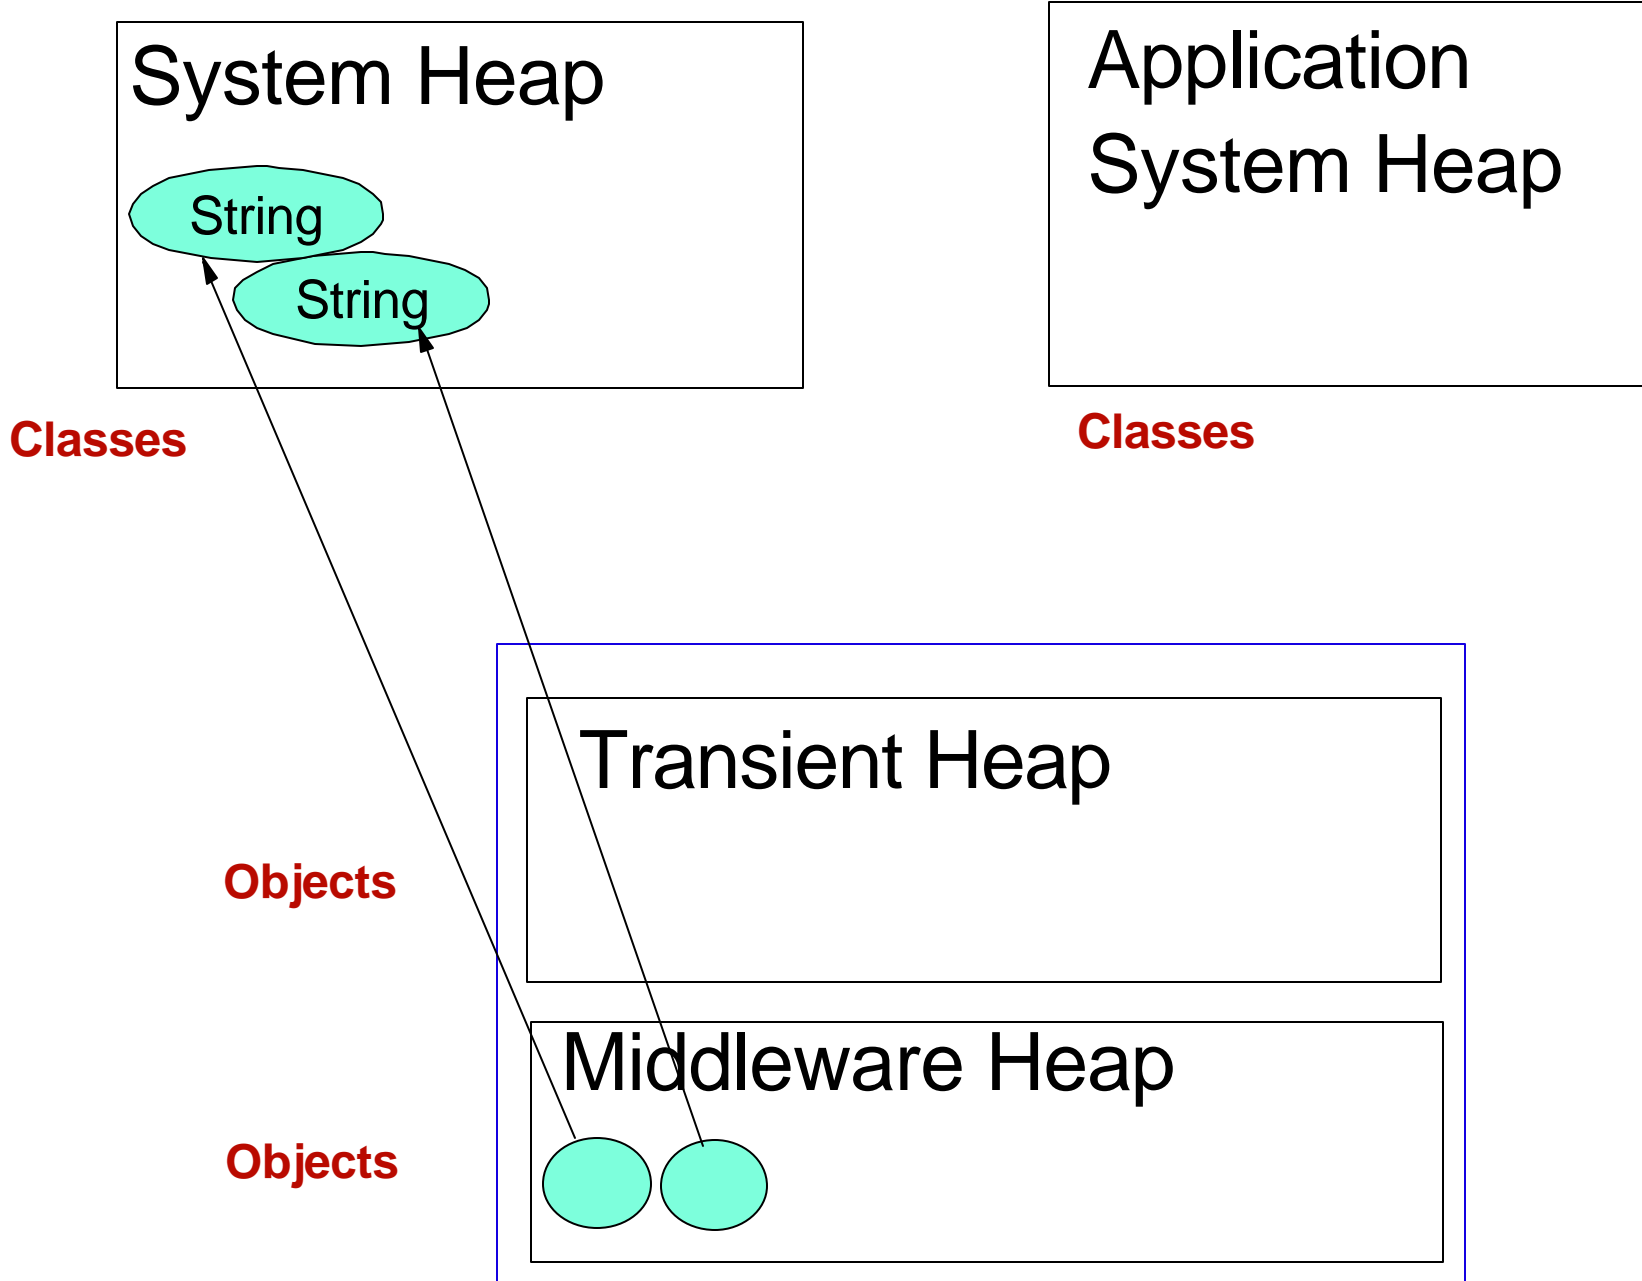 System Heap
String
String
Classes
Application
System Heap
Classes
Transient Heap
Objects
Middleware Heap
Objects